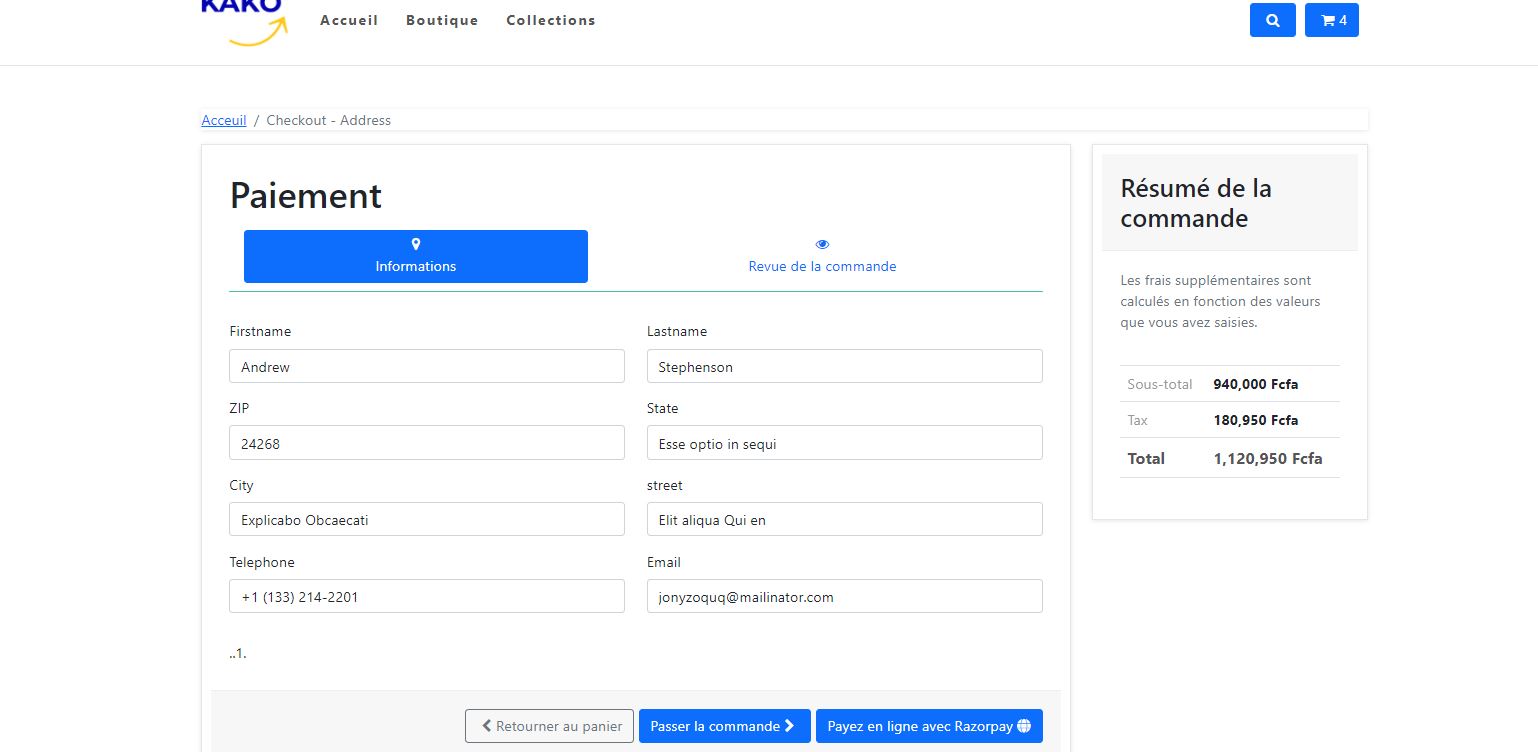 KAKO
Accueil Boutique Collections
4
Acceuil / Checkout - Address
Paiement
Informations
Revue de la commande
Firstname
Lastname
Andrew
Stephenson
ZIP
State
24268
Esse optio in sequi
City
street
Explicabo Obcaecati
Elit aliqua Qui en
Telephone
Email
+1 (133) 214-2201
jonyzoquq@mailinator.com
..1.
Retourner au panier
Passer la commande
Payez en ligne avec Razorpay
Résumé de la
commande
Les frais supplémentaires sont
calculés en fonction des valeurs
que vous avez saisies.
Sous-total 940,000 Fcfa
Tax 180,950 Fcfa
Total 1,120,950 Fcfa